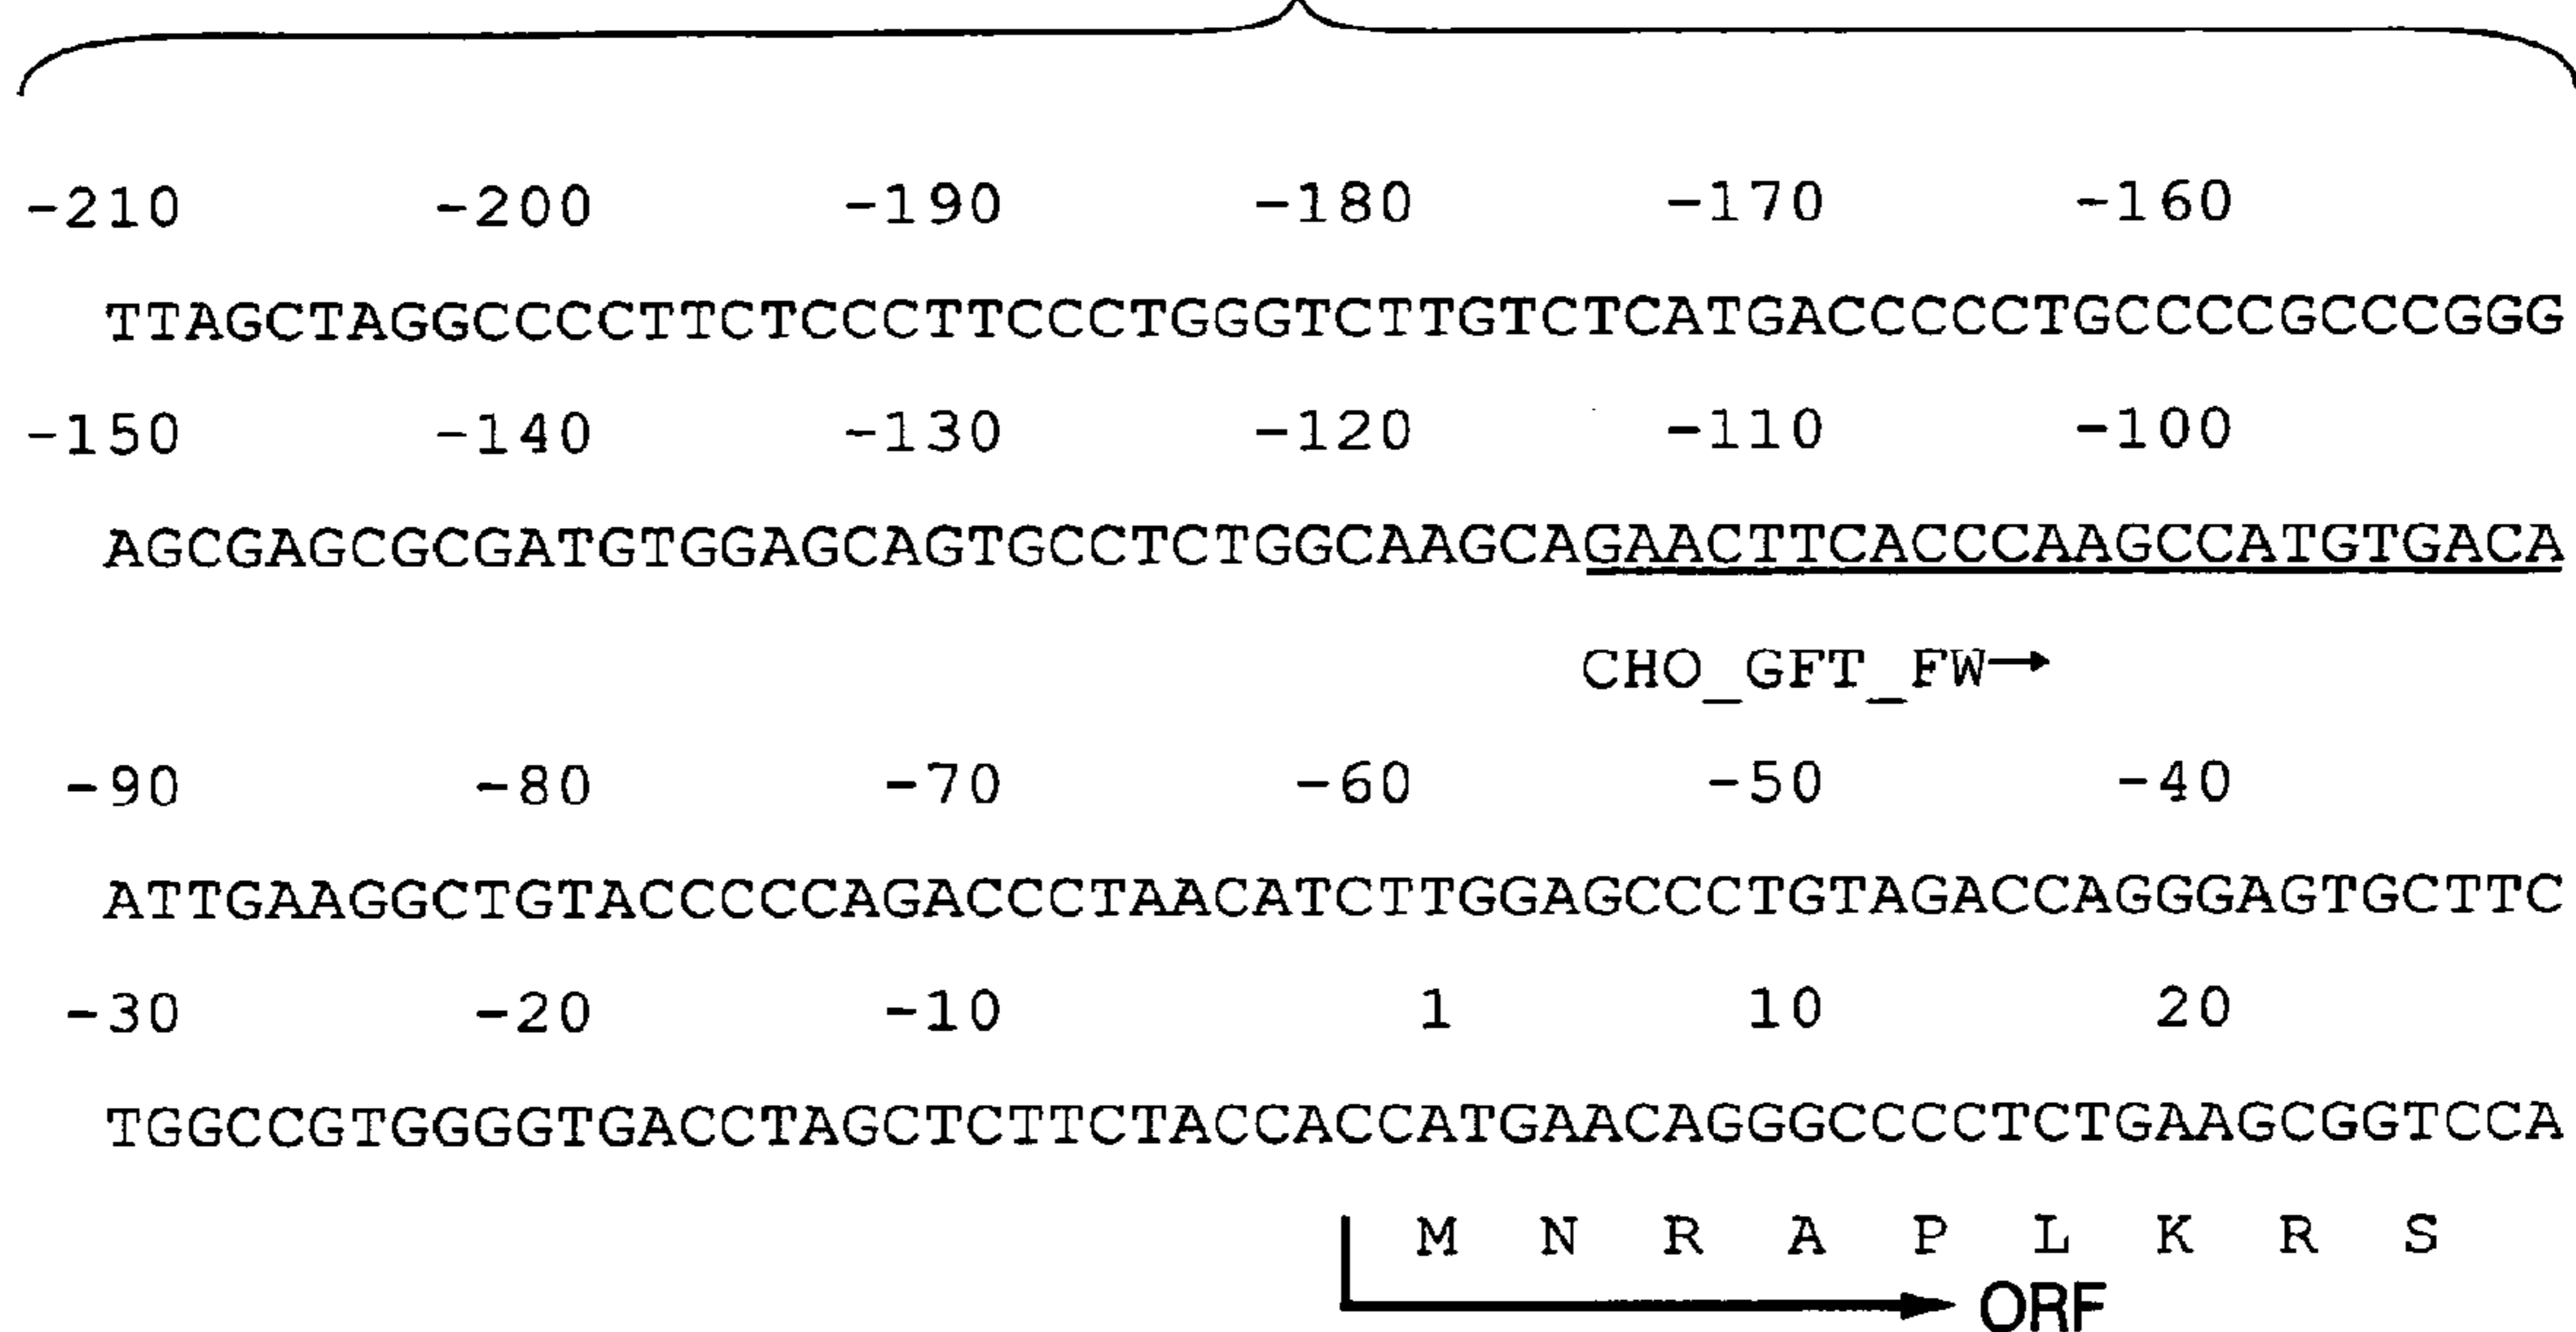 -210 -200 -190 -180 -170 -160
TTAGCTAGGCCCCTTCTCCCTTCCCTGGGTCTTGTCTCATGACCCCCTGCCCCGCCCGGG
-150 -140 -130 -120 -110 -100
AGCGAGCGCGATGTGGAGCAGTGCCTCTGGCAAGCAGAACTTCACCCAAGCCATGTGACA
CHO_GFT_FW→
-90 -80 -70 -60 -50 -40
ATTGAAGGCTGTACCCCCAGACCCTAACATCTTGGAGCCCTGTAGACCAGGGAGTGCTTC
-30 -20 -10 1 10 20
TGGCCGTGGGGTGACCTAGCTCTTCTACCACCATGAACAGGGCCCCTCTGAAGCGGTCCA
M N R A P L K R S
ORF